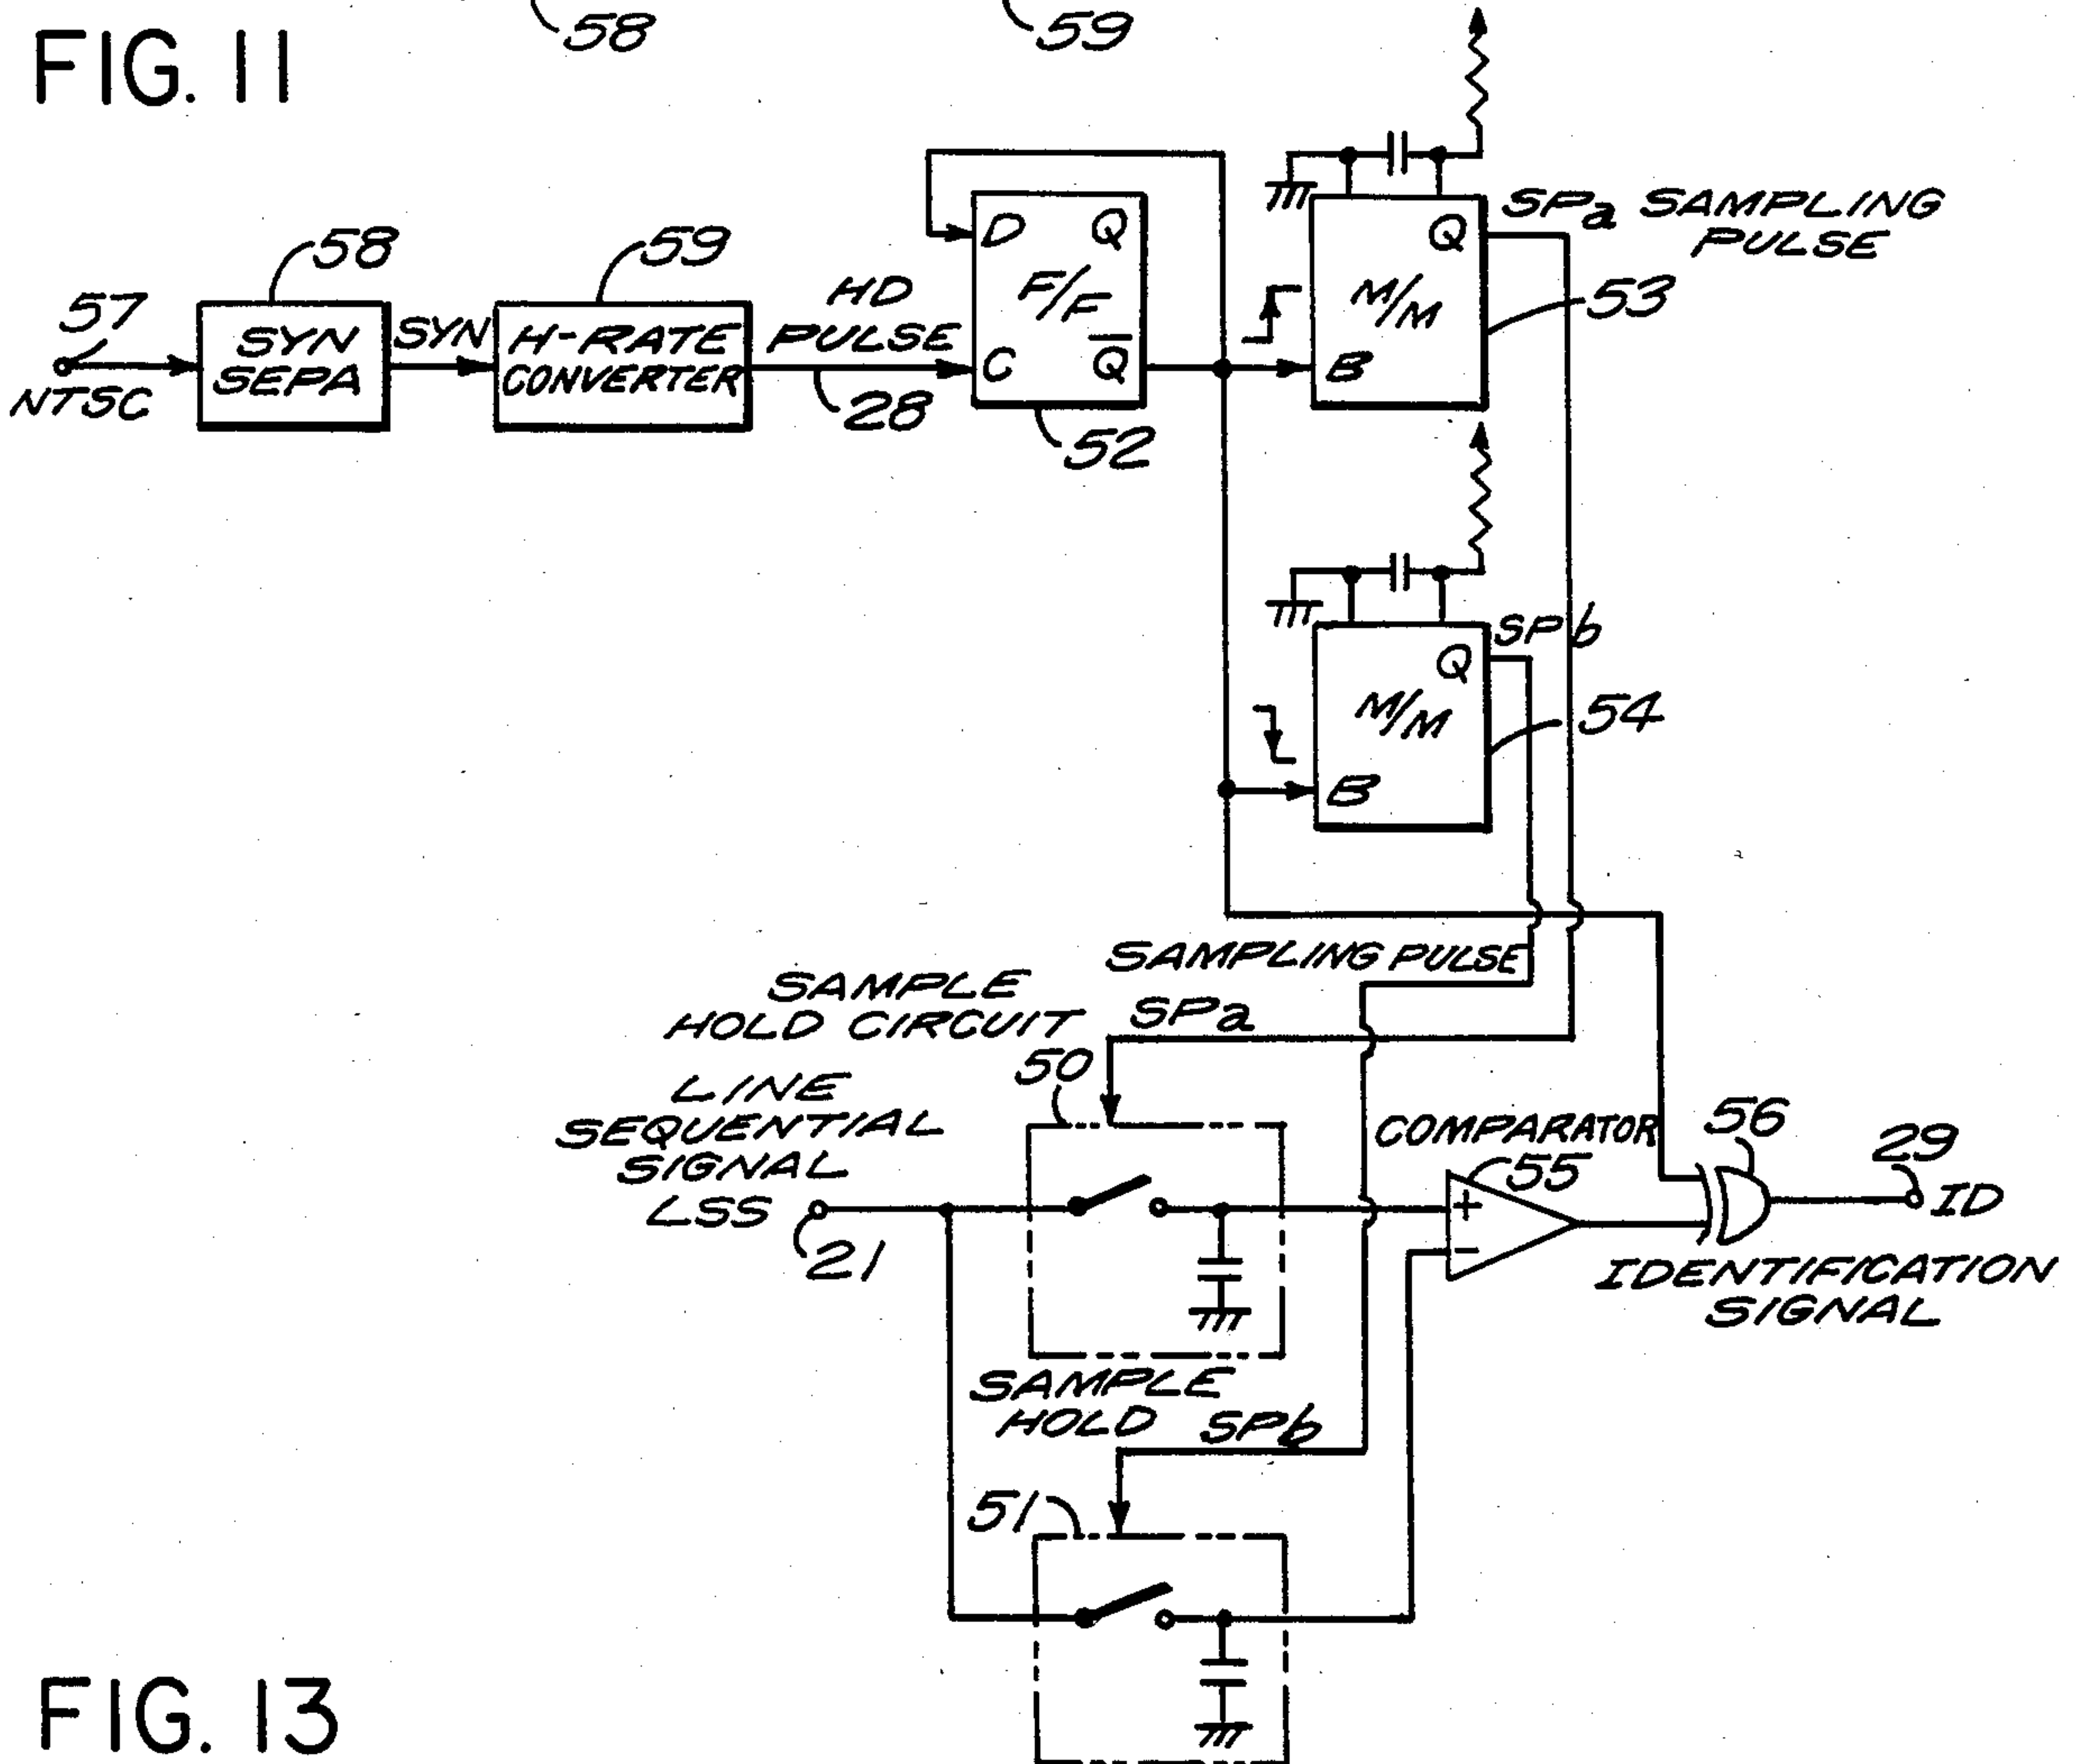 58
59
FIG. 11
57
NTSC
58
SYN
SEPA
SYN
59
H-RATE
CONVERTER
HD
PULSE
28
D
Q
F/F
C
Q̅
52
Q
M/M
B
SPa SAMPLING
PULSE
53
Q
M/M
B
SPb
54
SAMPLING PULSE
SAMPLE
HOLD CIRCUIT
SPa
50
LINE
SEQUENTIAL
SIGNAL
LSS
21
COMPARATOR
55
+
-
56
29
ID
IDENTIFICATION
SIGNAL
SAMPLE
HOLD
SPb
51
FIG. 13